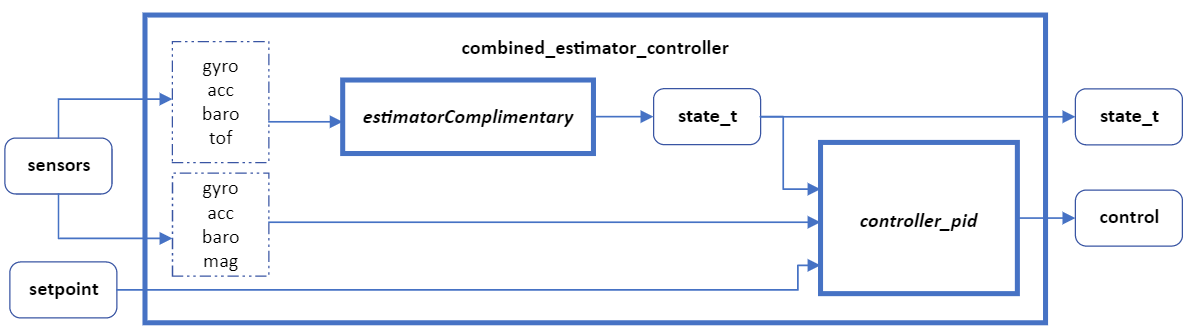 combined_estimator_controller
gyro
acc
baro
tof
estimatorComplimentary
state_t
state_t
sensors
gyro
acc
baro
mag
controller_pid
control
setpoint